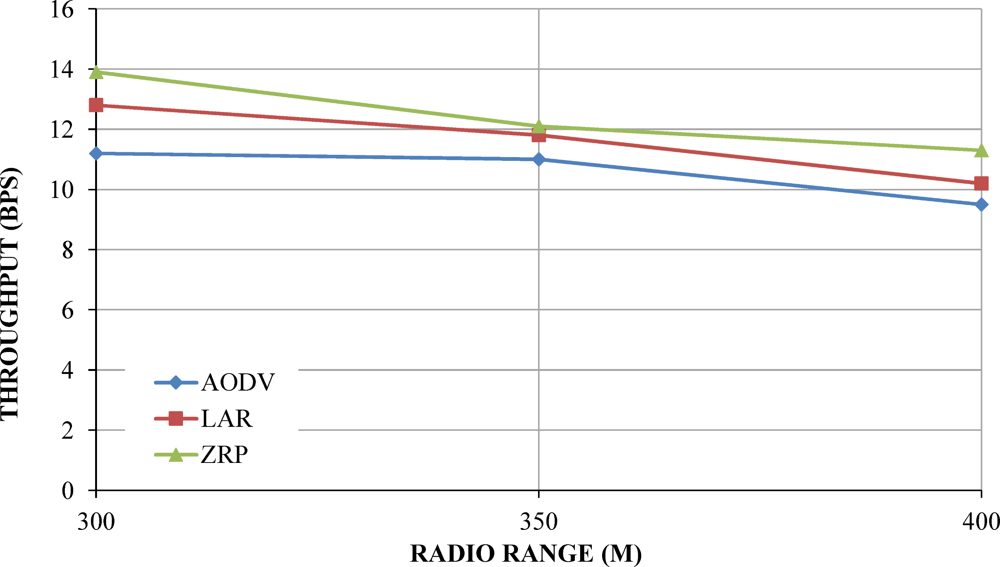 16
14
12
10
8
6
4
2
0
THROUGHPUT (BPS)
AODV
LAR
ZRP
300 350 400
RADIO RANGE (M)